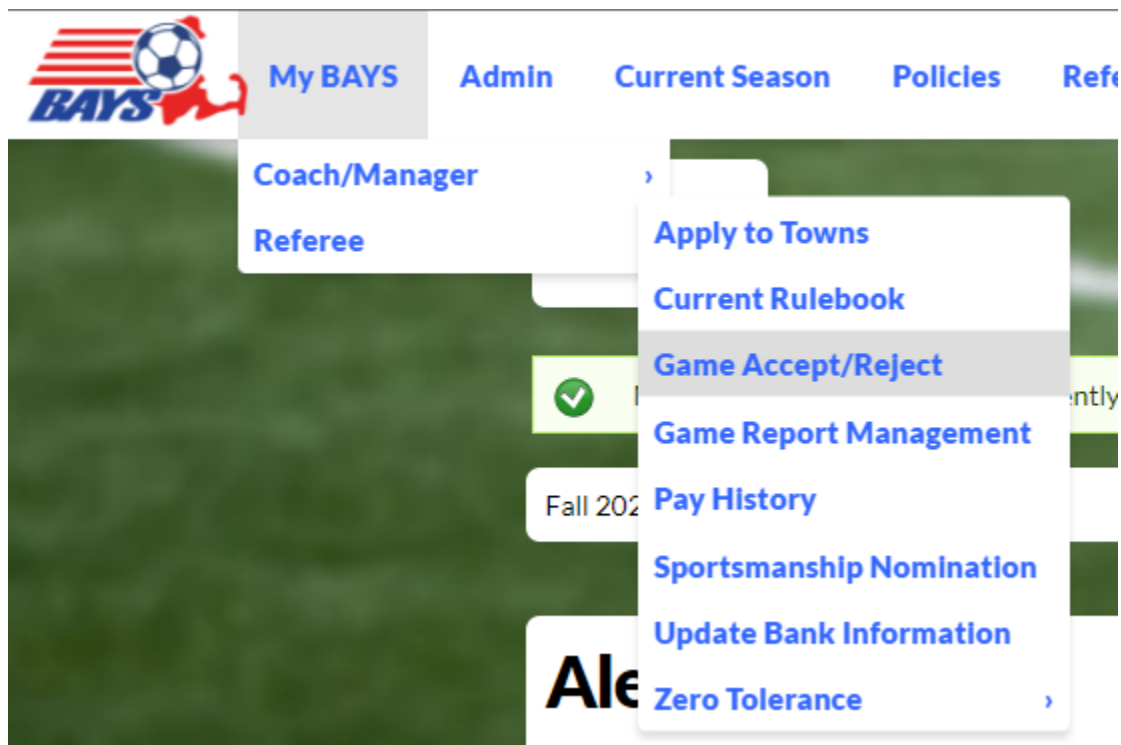 BAYS
My BAYS Admin Current Season Policies
Coach/Manager ›
Referee
Apply to Towns
Current Rulebook
Game Accept/Reject
Game Report Management
Fall
Pay History
Sportsmanship Nomination
Update Bank Information
Zero Tolerance ›